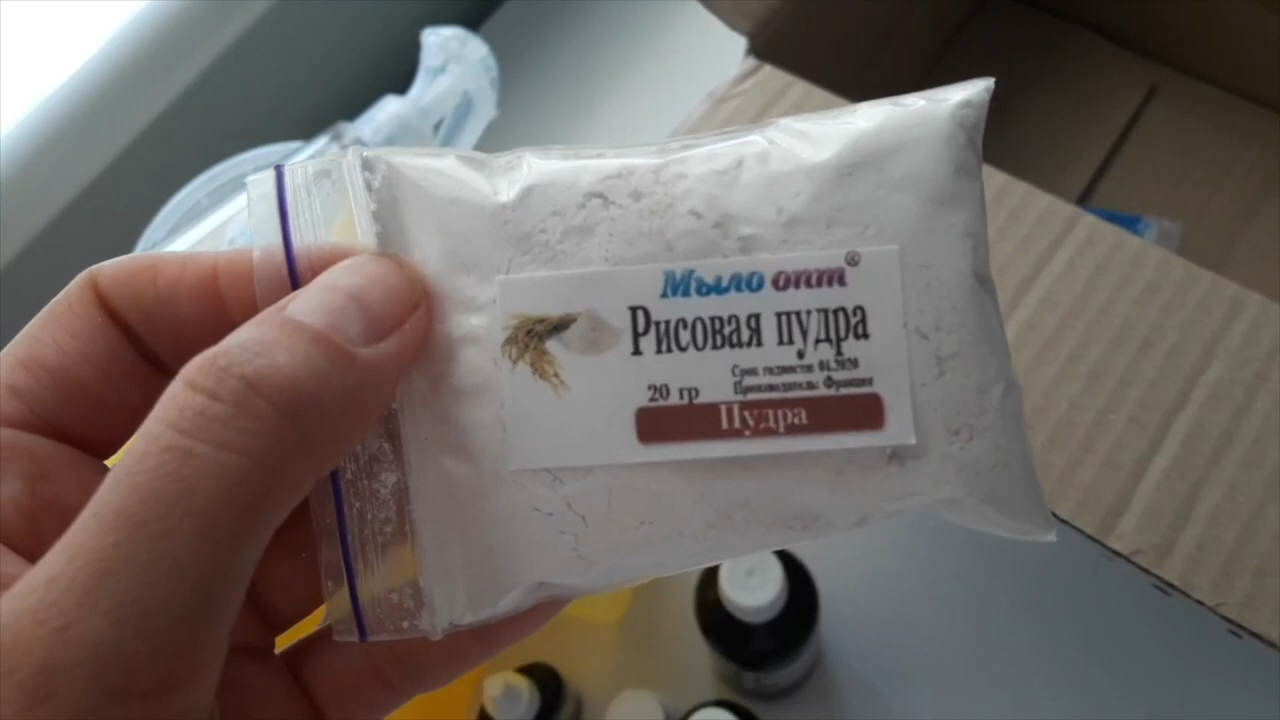 Мыло опт®
Рисовая пудра
Срок годности: 04.2020
20 гр
Производитель: Франция
Пудра